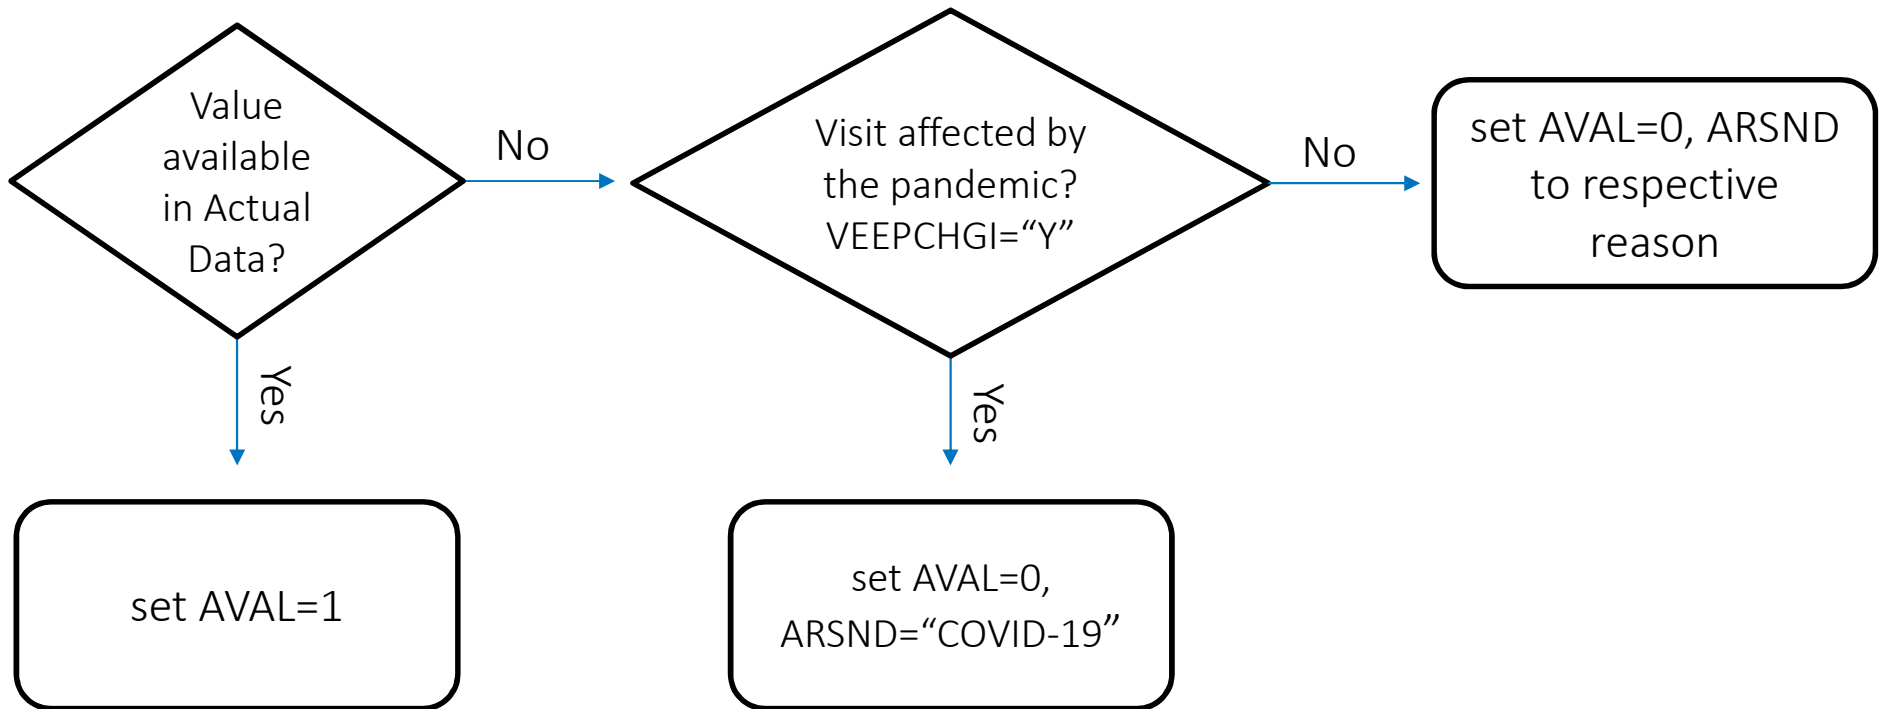 Value
available
in Actual
Data?
No
Visit affected by
the pandemic?
VEEPCHGI=“Y”
No
set AVAL=0, ARSND
to respective
reason
Yes
Yes
set AVAL=1
set AVAL=0,
ARSND=“COVID-19”